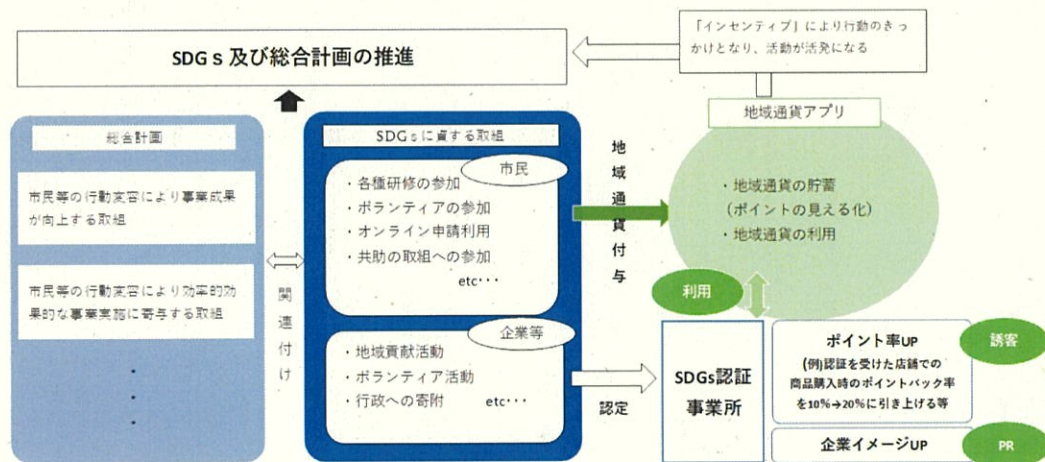 「インセンティブ」により行動のきっ
かけとなり、活動が活発になる
SDGｓ及び総合計画の推進
地域通貨アプリ
総合計画
市民等の行動変容により事業成果
が向上する取組
市民等の行動変容により効率的効
果的な事業実施に寄与する取組
・
・
・
関連付け
SDGｓに資する取組
市民
・各種研修の参加
・ボランティアの参加
・オンライン申請利用
・共助の取組への参加
etc・・・
企業等
・地域貢献活動
・ボランティア活動
・行政への寄附　etc・・・
地域通貨付与
・地域通貨の貯蓄
（ポイントの見える化）
・地域通貨の利用
利用
認定
SDGs認証
事業所
ポイント率UP
(例)認証を受けた店舗での
商品購入時のポイントバック率
を10%→20%に引き上げる等
誘客
企業イメージUP
PR